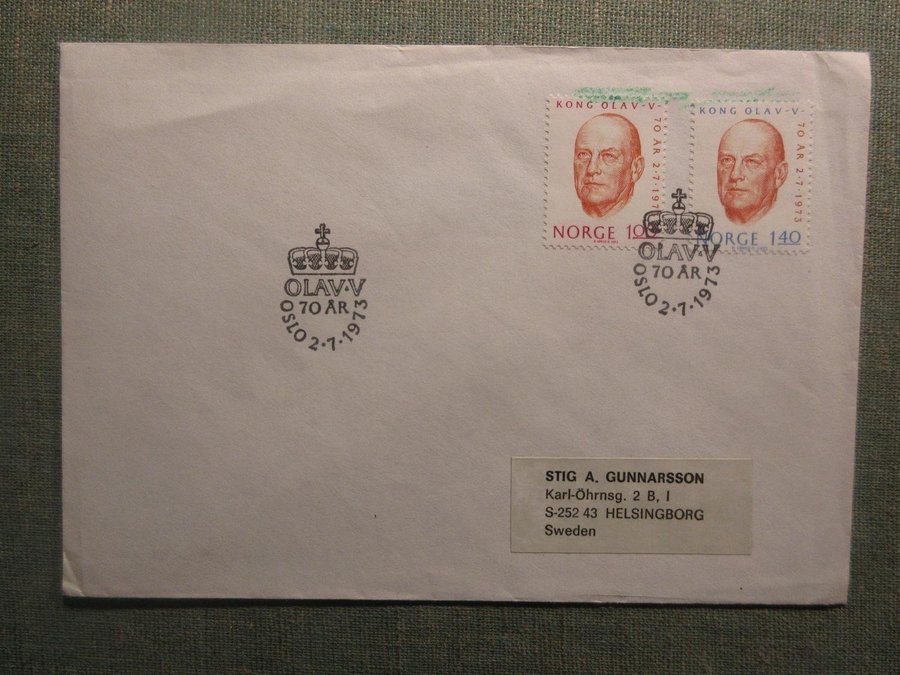 KONG OLAV·V·
70 ÅR 2·7·1973
NORGE 1.00
KONG OLAV·V·
70 ÅR 2·7·1973
NORGE 1.40
OLAV·V
70 ÅR
OSLO 2·7·1973
OLAV·V
70 ÅR
OSLO 2·7·1973
STIG A. GUNNARSSON
Karl-Öhrnsg. 2 B, I
S-252 43 HELSINGBORG
Sweden